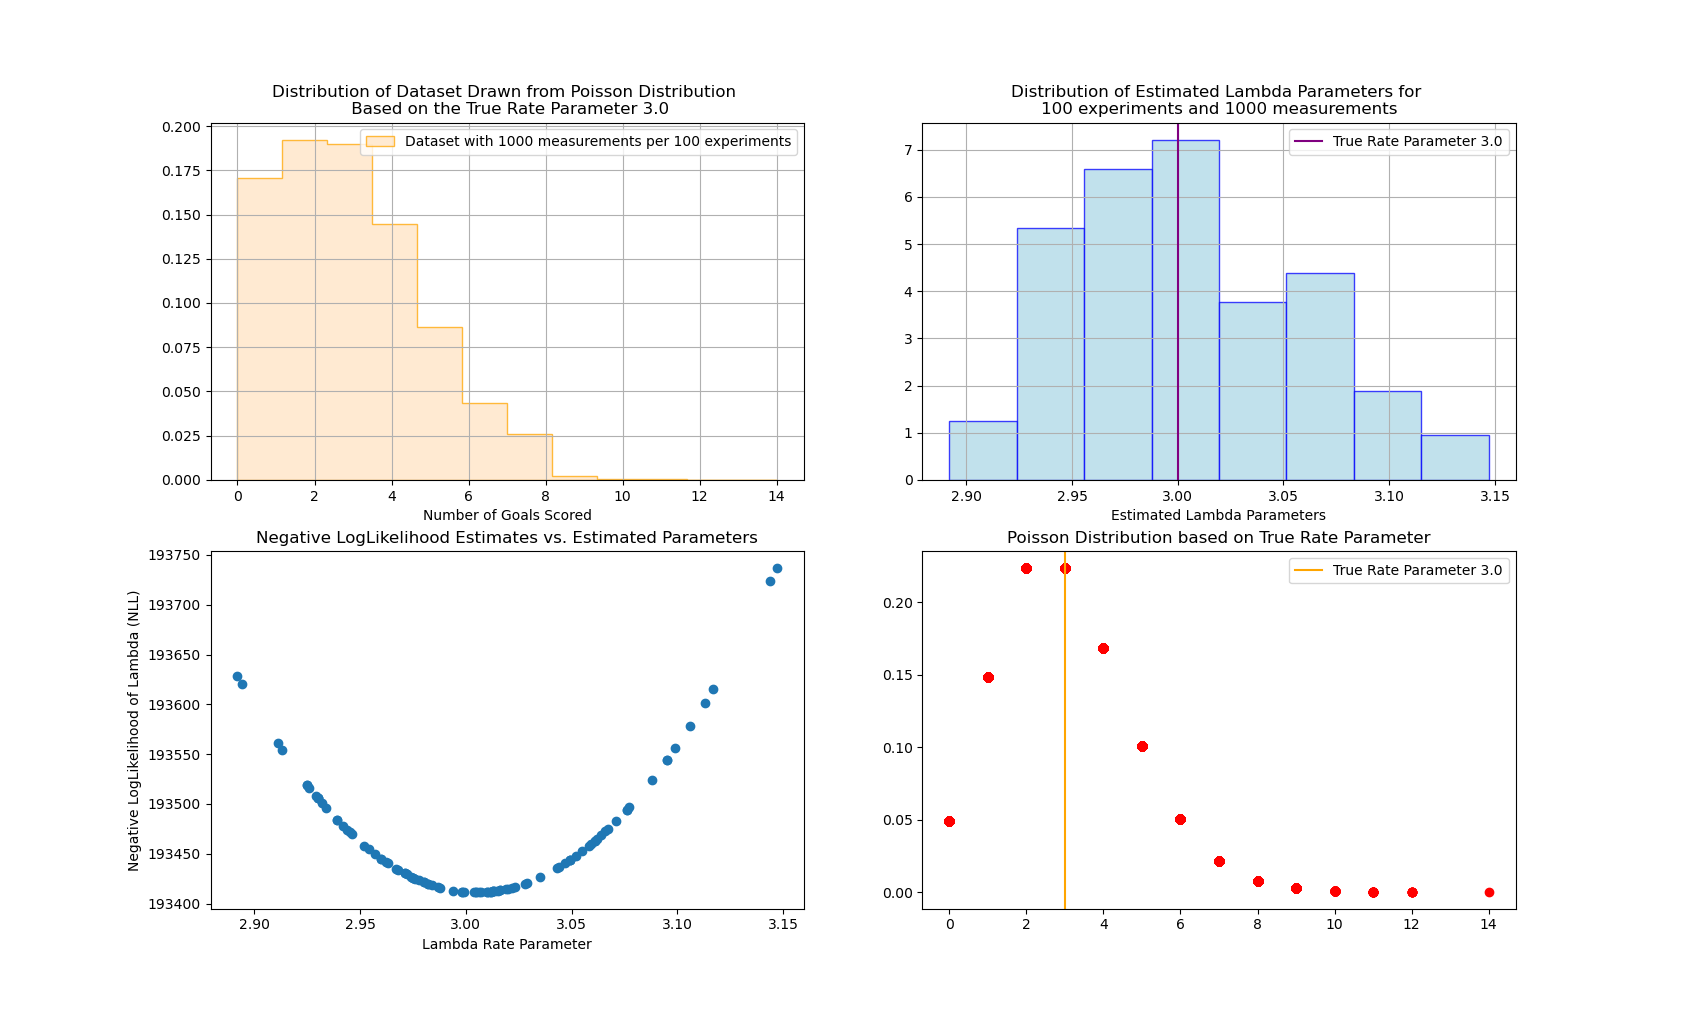 Distribution of Dataset Drawn from Poisson Distribution
Based on the True Rate Parameter 3.0
Dataset with 1000 measurements per 100 experiments
0.200
0.175
0.150
0.125
0.100
0.075
0.050
0.025
0.000
0 2 4 6 8 10 12 14
Number of Goals Scored
Distribution of Estimated Lambda Parameters for
100 experiments and 1000 measurements
True Rate Parameter 3.0
7
6
5
4
3
2
1
0
2.90 2.95 3.00 3.05 3.10 3.15
Estimated Lambda Parameters
Negative LogLikelihood Estimates vs. Estimated Parameters
Negative LogLikelihood of Lambda (NLL)
193750
193700
193650
193600
193550
193500
193450
193400
2.90 2.95 3.00 3.05 3.10 3.15
Lambda Rate Parameter
Poisson Distribution based on True Rate Parameter
True Rate Parameter 3.0
0.20
0.15
0.10
0.05
0.00
0 2 4 6 8 10 12 14